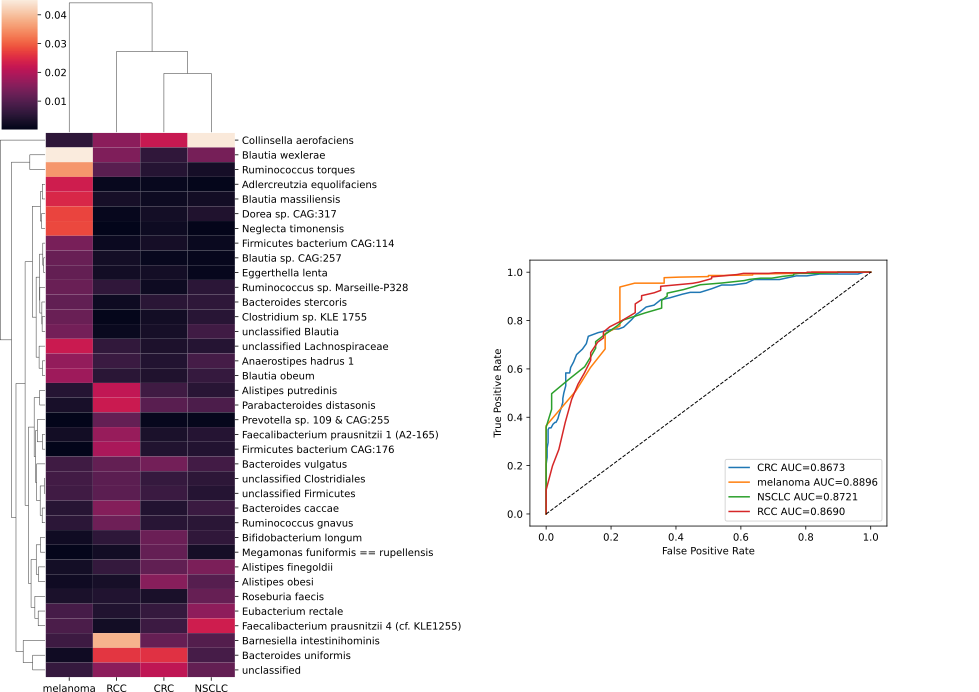 0.04
0.03
0.02
0.01
Collinsella aerofaciens
Blautia wexlerae
Ruminococcus torques
Adlercreutzia equolifaciens
Blautia massiliensis
Dorea sp. CAG:317
Neglecta timonensis
Firmicutes bacterium CAG:114
Blautia sp. CAG:257
Eggerthella lenta
Ruminococcus sp. Marseille-P328
Bacteroides stercoris
Clostridium sp. KLE 1755
unclassified Blautia
unclassified Lachnospiraceae
Anaerostipes hadrus 1
Blautia obeum
Alistipes putredinis
Parabacteroides distasonis
Prevotella sp. 109 & CAG:255
Faecalibacterium prausnitzii 1 (A2-165)
Firmicutes bacterium CAG:176
Bacteroides vulgatus
unclassified Clostridiales
unclassified Firmicutes
Bacteroides caccae
Ruminococcus gnavus
Bifidobacterium longum
Megamonas funiformis == rupellensis
Alistipes finegoldii
Alistipes obesi
Roseburia faecis
Eubacterium rectale
Faecalibacterium prausnitzii 4 (cf. KLE1255)
Barnesiella intestinihominis
Bacteroides uniformis
unclassified
melanoma RCC CRC NSCLC
True Positive Rate
1.0
0.8
0.6
0.4
0.2
0.0
CRC AUC=0.8673
melanoma AUC=0.8896
NSCLC AUC=0.8721
RCC AUC=0.8690
0.0 0.2 0.4 0.6 0.8 1.0
False Positive Rate